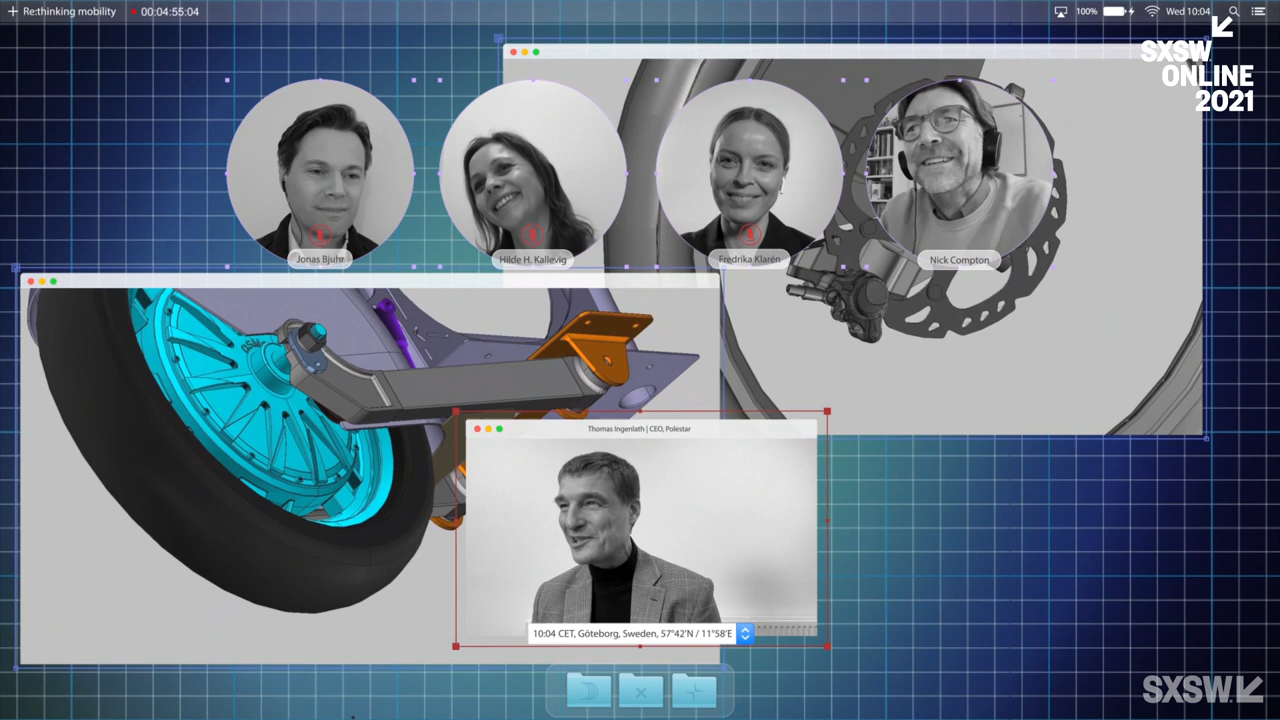 Re:thinking mobility
00:04:55:04
100%
Wed 10:04
SXSW
ONLINE
2021
Jonas Bjuhr
Hilde H. Kallevig
Fredrika Klarén
Nick Compton
Thomas Ingenlath | CEO, Polestar
10:04 CET, Göteborg, Sweden, 57°42'N / 11°58'E
SXSW